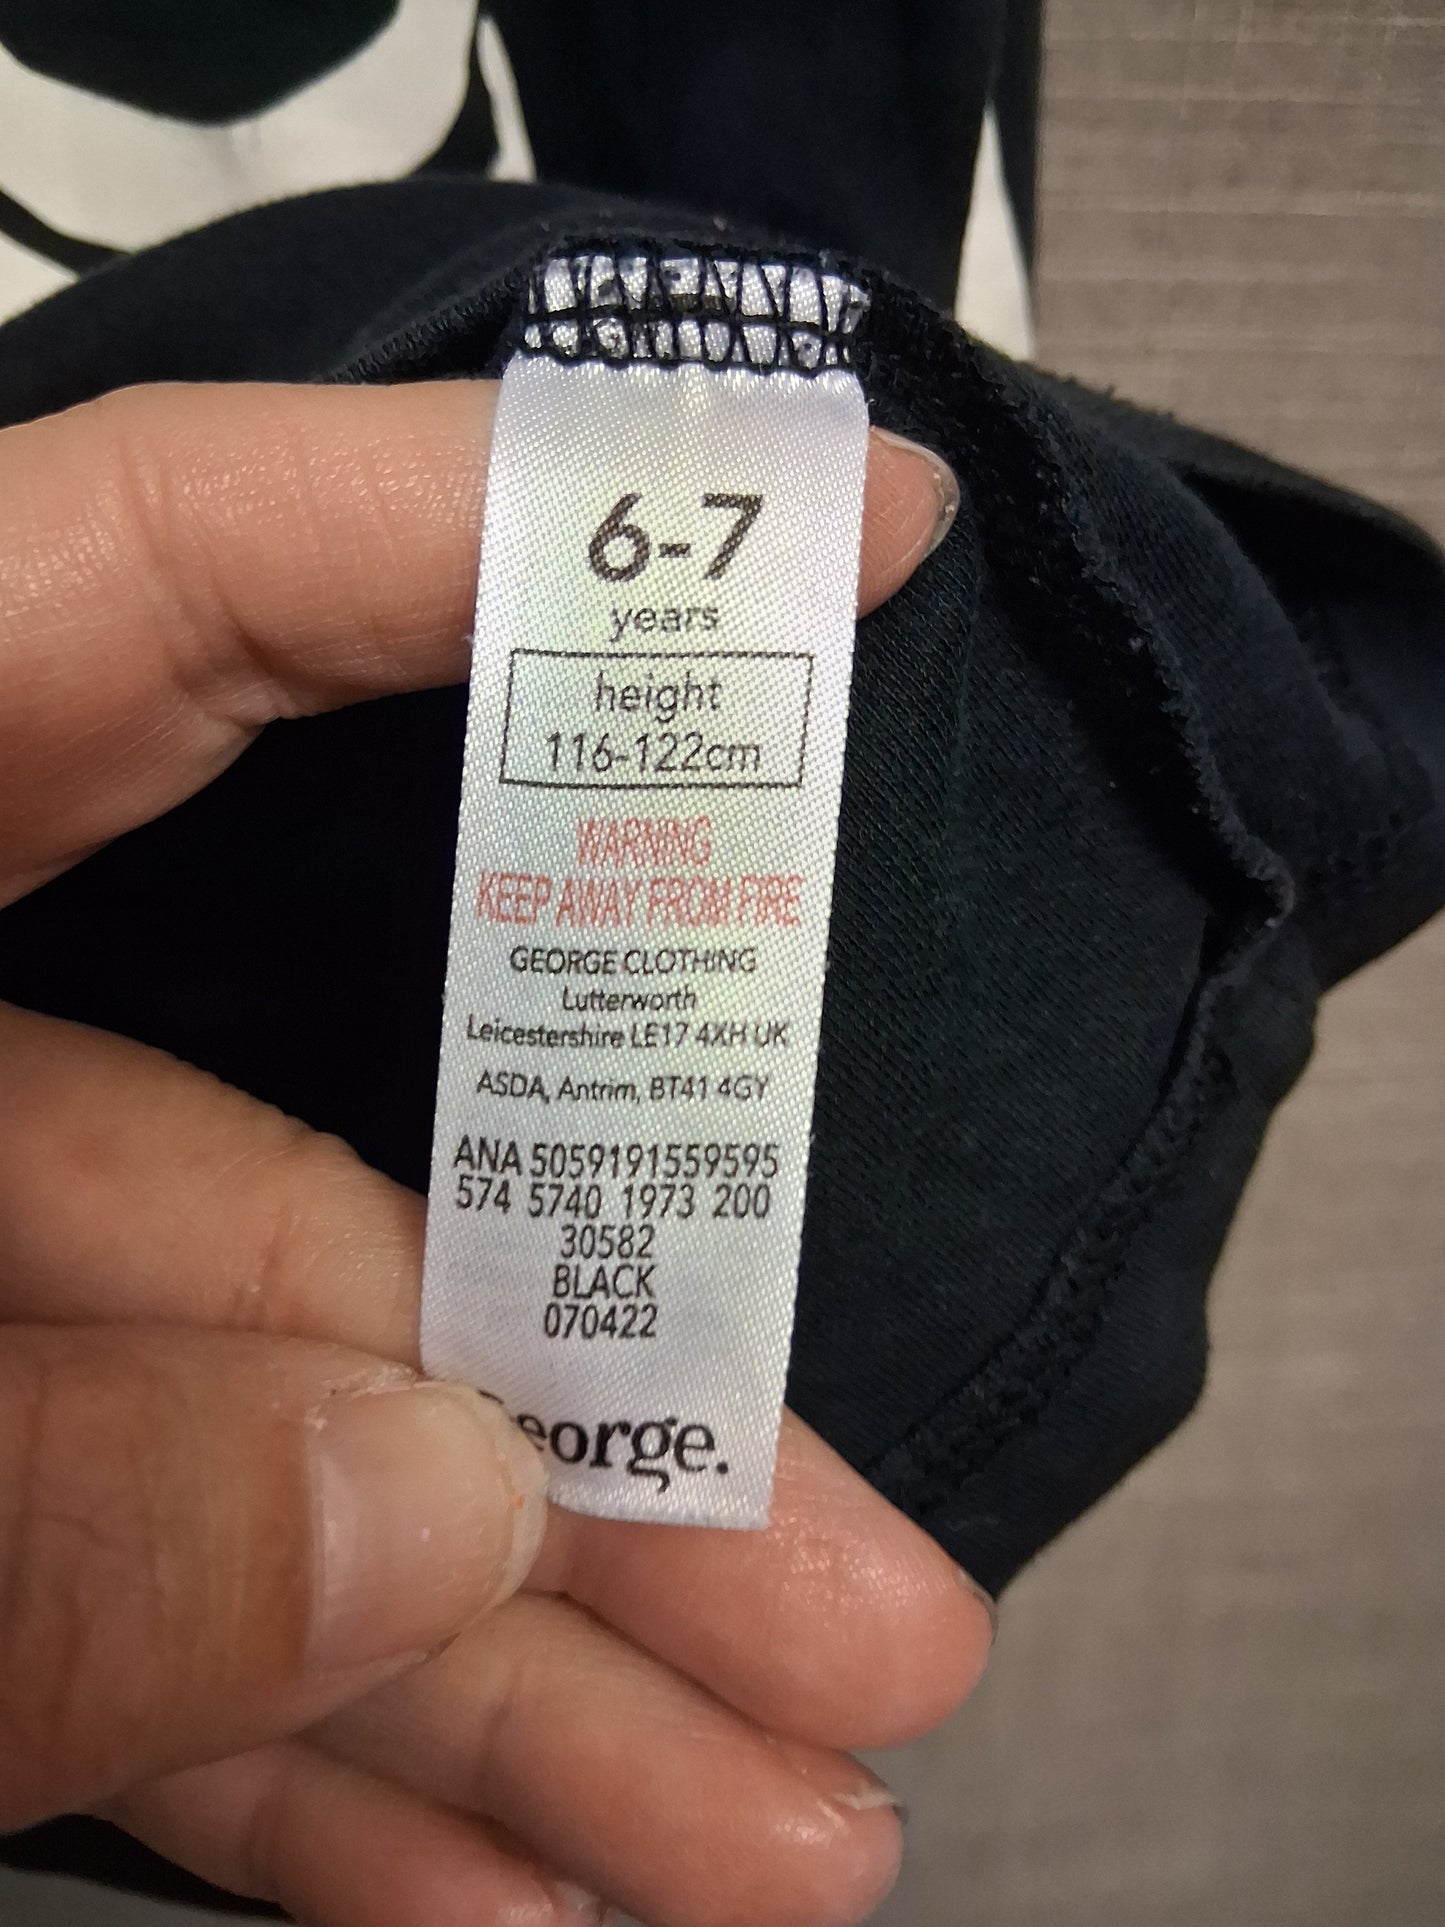 6-7
years
height
116-122cm
WARNING
KEEP AWAY FROM FIRE
GEORGE CLOTHING
Lutterworth
Leicestershire LE17 4XH UK
ASDA, Antrim, BT41 4GY
ANA 5059191559595
574 5740 1973 200
30582
BLACK
070422
George.